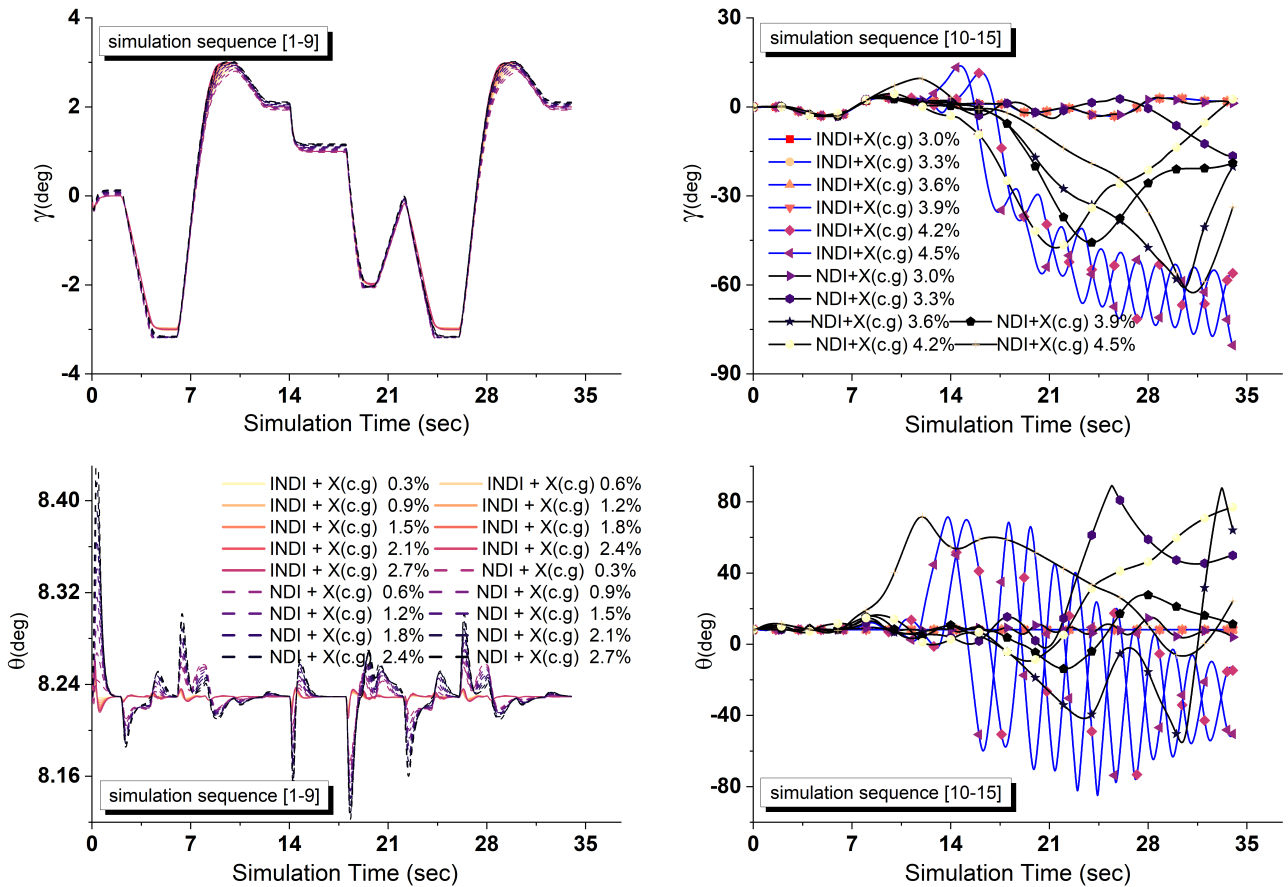 simulation sequence [1-9]
γ(deg)
4
2
0
-2
-4
0 7 14 21 28 35
Simulation Time (sec)
simulation sequence [10-15]
γ(deg)
30
0
-30
-60
-90
INDI+X(c.g) 3.0%
INDI+X(c.g) 3.3%
INDI+X(c.g) 3.6%
INDI+X(c.g) 3.9%
INDI+X(c.g) 4.2%
INDI+X(c.g) 4.5%
NDI+X(c.g) 3.0%
NDI+X(c.g) 3.3%
NDI+X(c.g) 3.6% NDI+X(c.g) 3.9%
NDI+X(c.g) 4.2% NDI+X(c.g) 4.5%
0 7 14 21 28 35
Simulation Time (sec)
θ(deg)
8.40
8.32
8.24
8.16
INDI + X(c.g) 0.3% INDI + X(c.g) 0.6%
INDI + X(c.g) 0.9% INDI + X(c.g) 1.2%
INDI + X(c.g) 1.5% INDI + X(c.g) 1.8%
INDI + X(c.g) 2.1% INDI + X(c.g) 2.4%
INDI + X(c.g) 2.7% NDI + X(c.g) 0.3%
NDI + X(c.g) 0.6% NDI + X(c.g) 0.9%
NDI + X(c.g) 1.2% NDI + X(c.g) 1.5%
NDI + X(c.g) 1.8% NDI + X(c.g) 2.1%
NDI + X(c.g) 2.4% NDI + X(c.g) 2.7%
simulation sequence [1-9]
0 7 14 21 28 35
Simulation Time (sec)
θ(deg)
80
40
0
-40
-80
simulation sequence [10-15]
0 7 14 21 28 35
Simulation Time (sec)